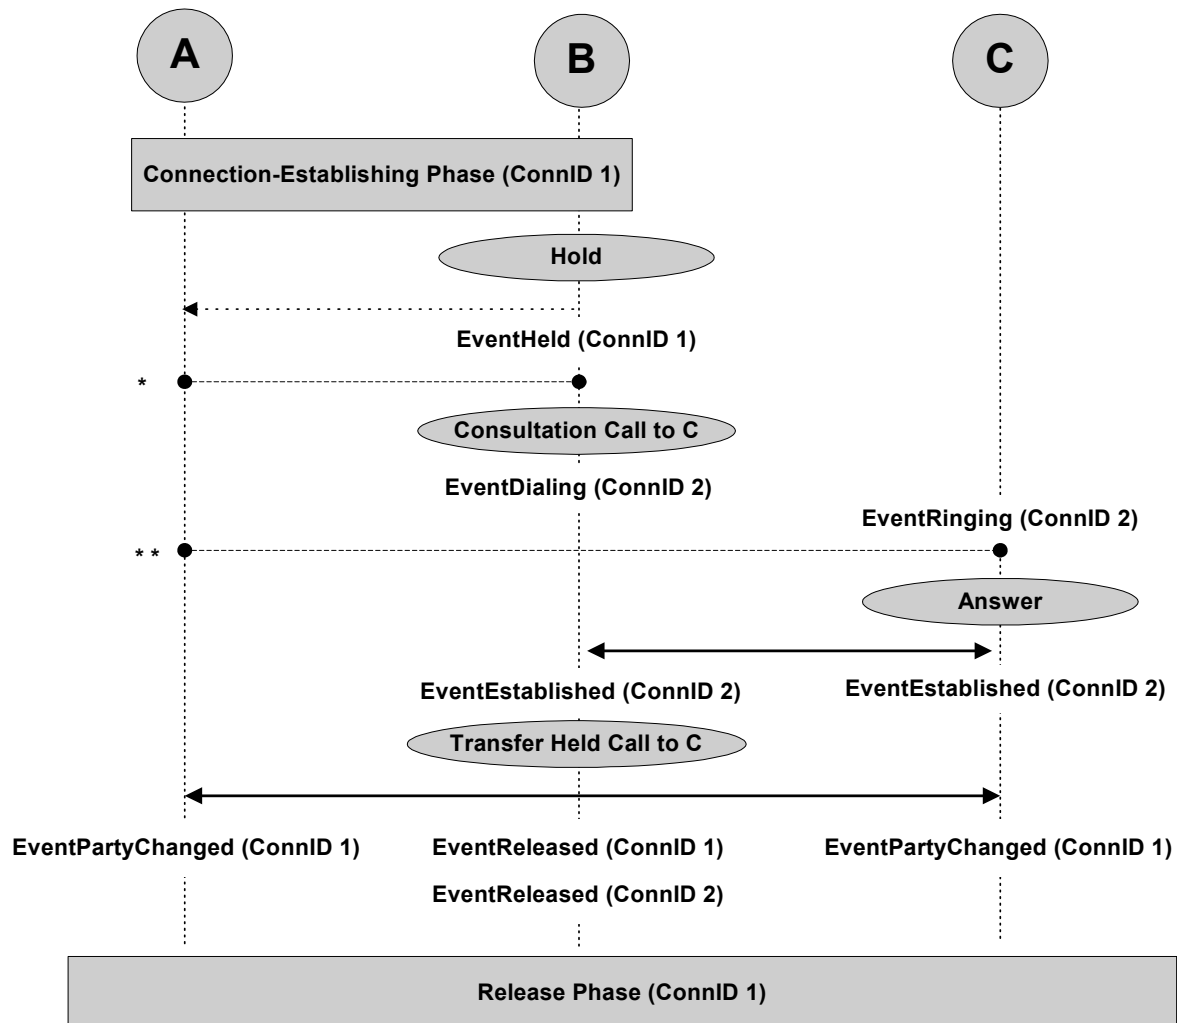 A
B
C
Connection-Establishing Phase (ConnID 1)
Hold
EventHeld (ConnID 1)
*
Consultation Call to C
EventDialing (ConnID 2)
EventRinging (ConnID 2)
* *
Answer
EventEstablished (ConnID 2)
EventEstablished (ConnID 2)
Transfer Held Call to C
EventPartyChanged (ConnID 1)
EventReleased (ConnID 1)
EventPartyChanged (ConnID 1)
EventReleased (ConnID 2)
Release Phase (ConnID 1)